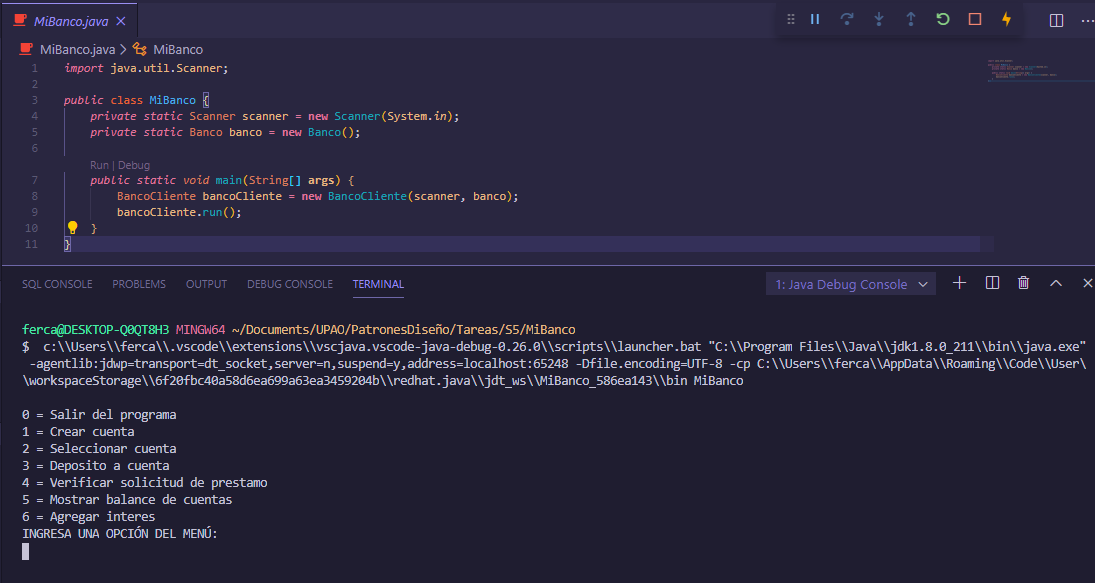 MiBanco.java
MiBanco.java > MiBanco
1 import java.util.Scanner;
2
3 public class MiBanco {
4 private static Scanner scanner = new Scanner(System.in);
5 private static Banco banco = new Banco();
6
Run | Debug
7 public static void main(String[] args) {
8 BancoCliente bancoCliente = new BancoCliente(scanner, banco);
9 bancoCliente.run();
10 }
11 }
SQL CONSOLE PROBLEMS OUTPUT DEBUG CONSOLE TERMINAL 1: Java Debug Console
ferca@DESKTOP-Q0QT8H3 MINGW64 ~/Documents/UPAO/PatronesDiseño/Tareas/S5/MiBanco
$ c:\\Users\\ferca\\.vscode\\extensions\\vscjava.vscode-java-debug-0.26.0\\scripts\\launcher.bat "C:\\Program Files\\Java\\jdk1.8.0_211\\bin\\java.exe"
-agentlib:jdwp=transport=dt_socket,server=n,suspend=y,address=localhost:65248 -Dfile.encoding=UTF-8 -cp C:\\Users\\ferca\\AppData\\Roaming\\Code\\User\
\workspaceStorage\\6f20fbc40a58d6ea699a63ea3459204b\\redhat.java\\jdt_ws\\MiBanco_586ea143\\bin MiBanco
0 = Salir del programa
1 = Crear cuenta
2 = Seleccionar cuenta
3 = Deposito a cuenta
4 = Verificar solicitud de prestamo
5 = Mostrar balance de cuentas
6 = Agregar interes
INGRESA UNA OPCIÓN DEL MENÚ: